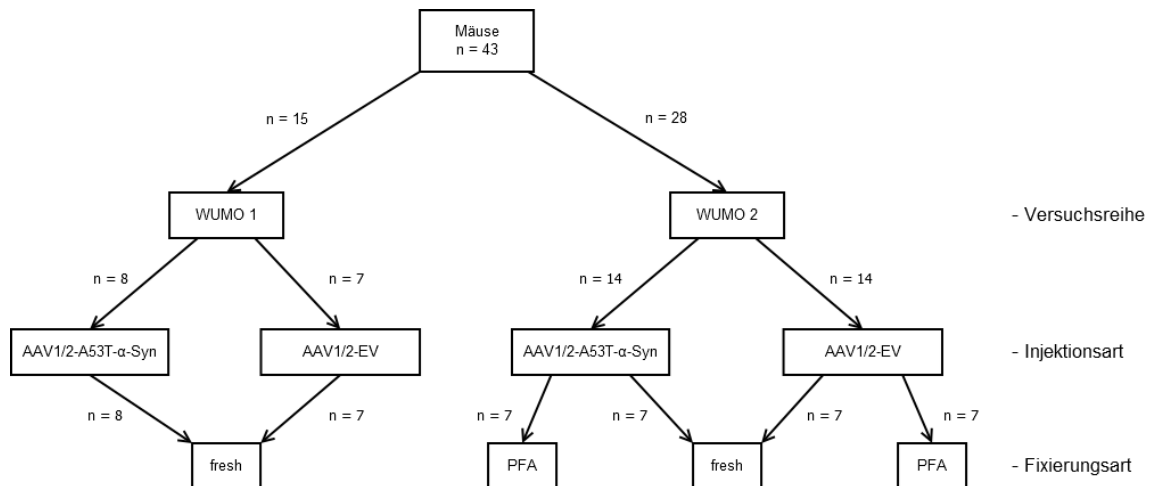 Mäuse
n = 43
n = 15
n = 28
WUMO 1
WUMO 2
- Versuchsreihe
n = 8
n = 7
n = 14
n = 14
AAV1/2-A53T-α-Syn
AAV1/2-EV
AAV1/2-A53T-α-Syn
AAV1/2-EV
- Injektionsart
n = 8
n = 7
n = 7
n = 7
n = 7
n = 7
fresh
PFA
fresh
PFA
- Fixierungsart